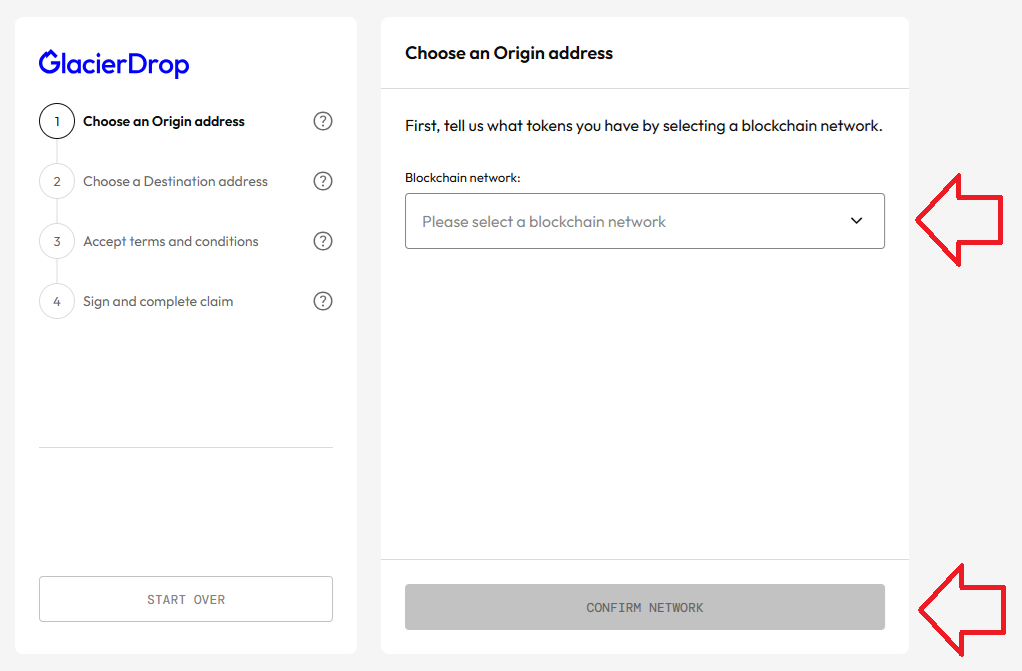 GlacierDrop
1 Choose an Origin address ?
2 Choose a Destination address ?
3 Accept terms and conditions ?
4 Sign and complete claim ?
START OVER
Choose an Origin address
First, tell us what tokens you have by selecting a blockchain network.
Blockchain network:
Please select a blockchain network
CONFIRM NETWORK